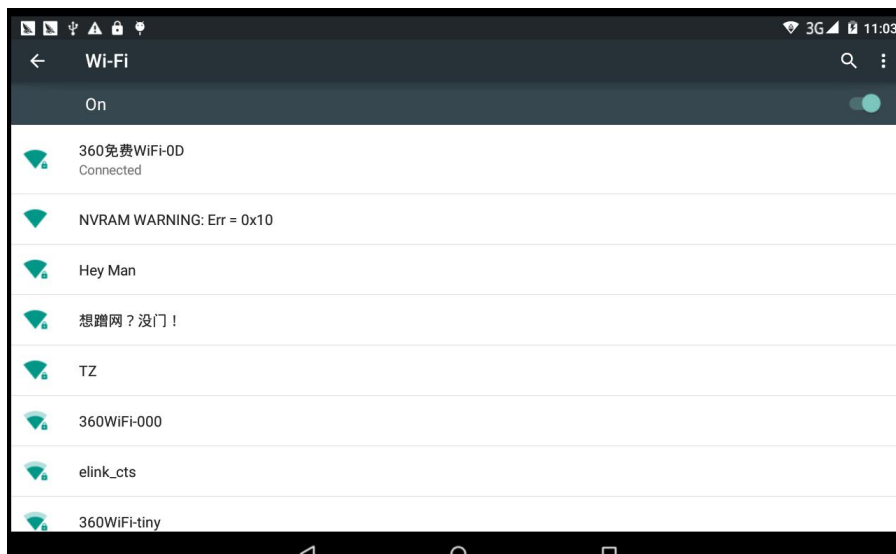 3G 11:03
Wi-Fi
On
360免费WiFi-0D
Connected
NVRAM WARNING: Err = 0x10
Hey Man
想蹭网？没门！
TZ
360WiFi-000
elink_cts
360WiFi-tiny